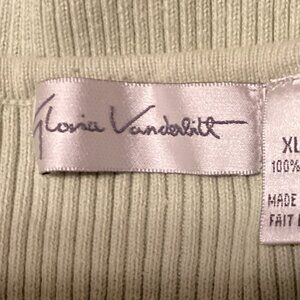 Gloria Vanderbilt
XL
100%
MADE
FAIT